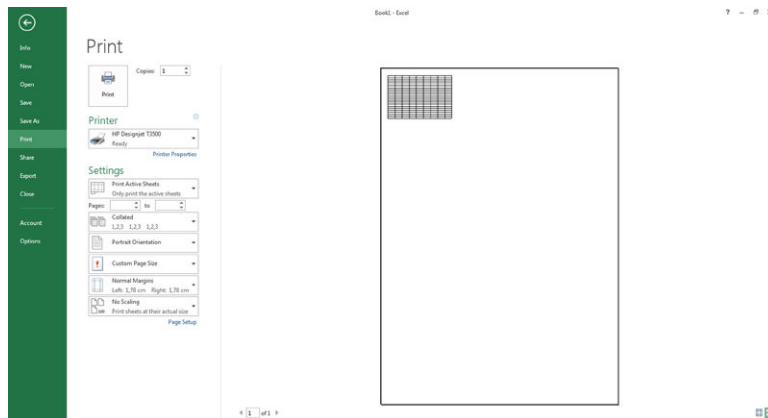 Book1 - Excel
?
Info
New
Open
Save
Save As
Print
Share
Export
Close
Account
Options
Print
Copies: 1
Print
Printer
HP Designjet T3500
Ready
Printer Properties
Settings
Print Active Sheets
Only print the active sheets
Pages: to
Collated
1,2,3 1,2,3 1,2,3
Portrait Orientation
Custom Page Size
Normal Margins
Left: 1,78 cm Right: 1,78 cm
No Scaling
Print sheets at their actual size
Page Setup
1 of 1